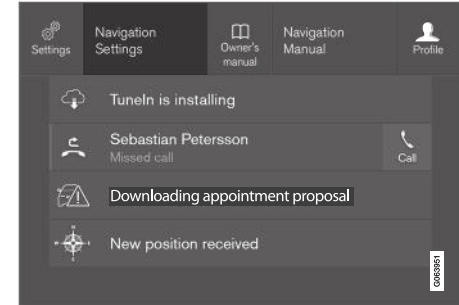 Settings
Navigation
Settings
Owner's
manual
Navigation
Manual
Profile
TuneIn is installing
Sebastian Petersson
Missed call
Call
Downloading appointment proposal
New position received
G063951